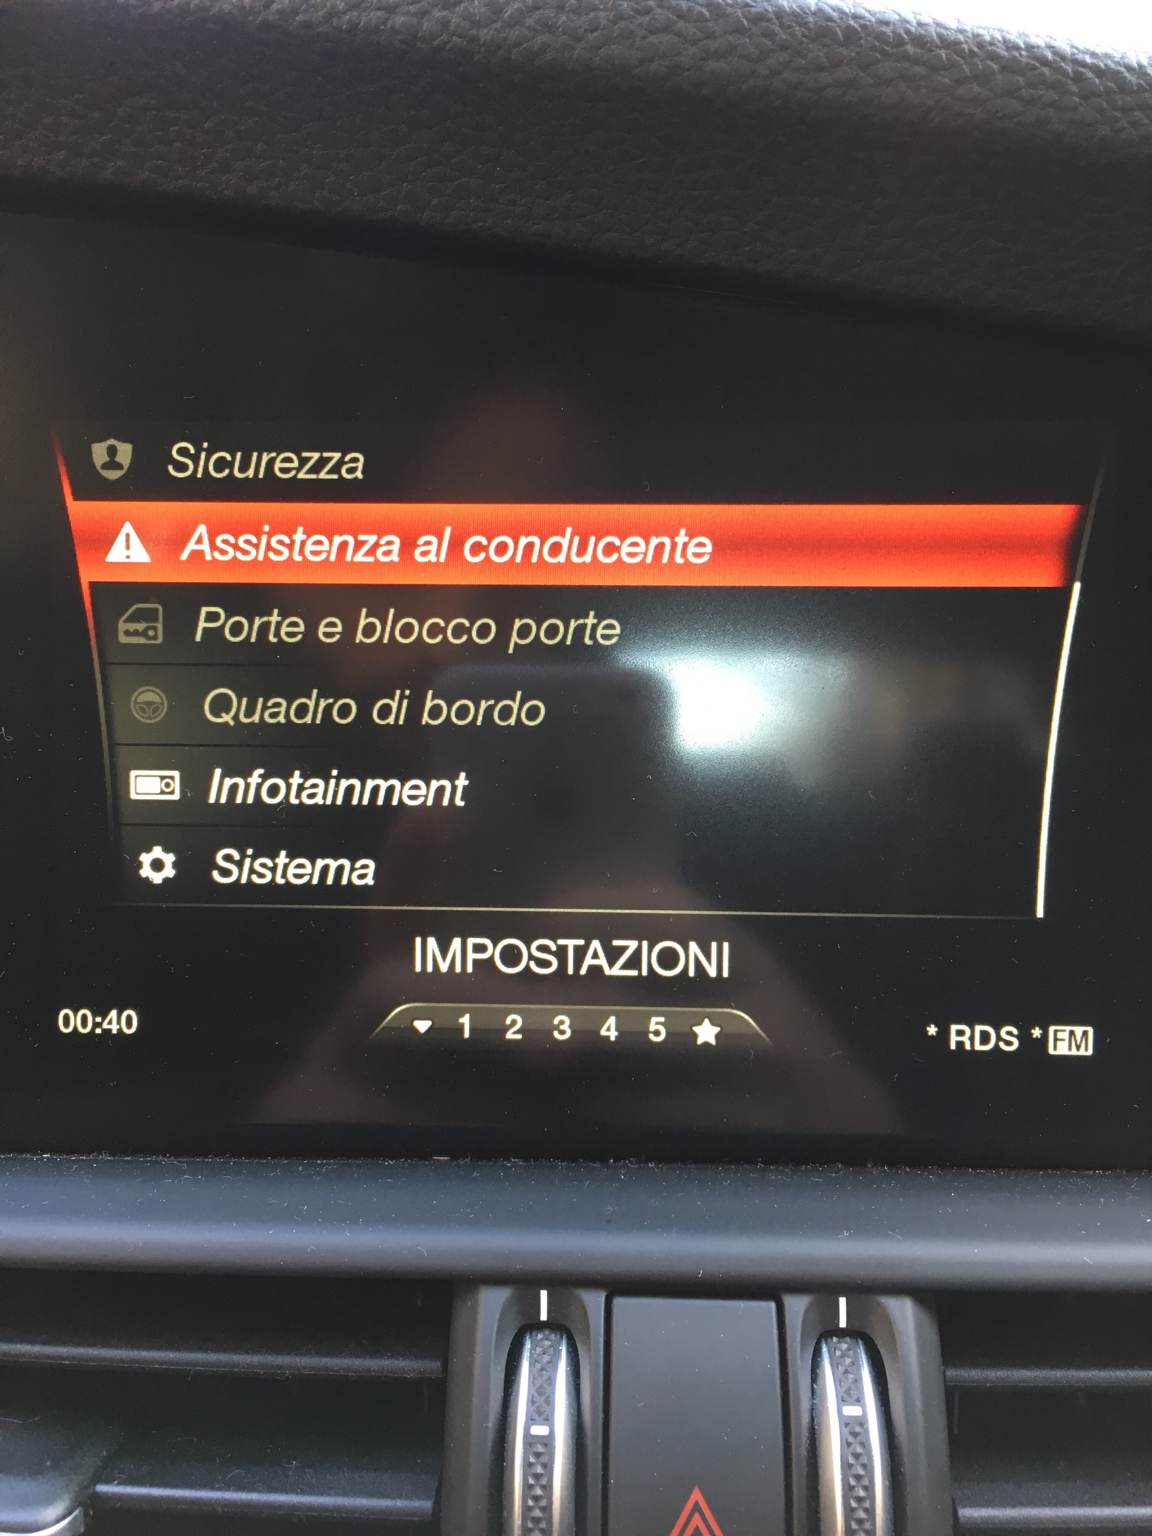 Sicurezza
Assistenza al conducente
Porte e blocco porte
Quadro di bordo
Infotainment
Sistema
IMPOSTAZIONI
00:40
1 2 3 4 5
* RDS * FM